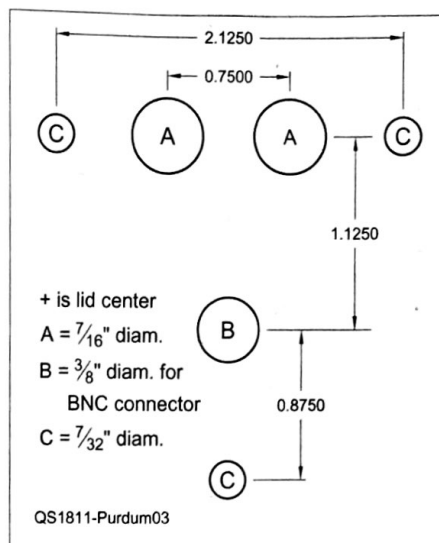 2.1250
0.7500
C A A C
1.1250
+ is lid center
A = 7/16" diam.
B
B = 3/8" diam. for
BNC connector
0.8750
C = 7/32" diam.
C
QS1811-Purdum03